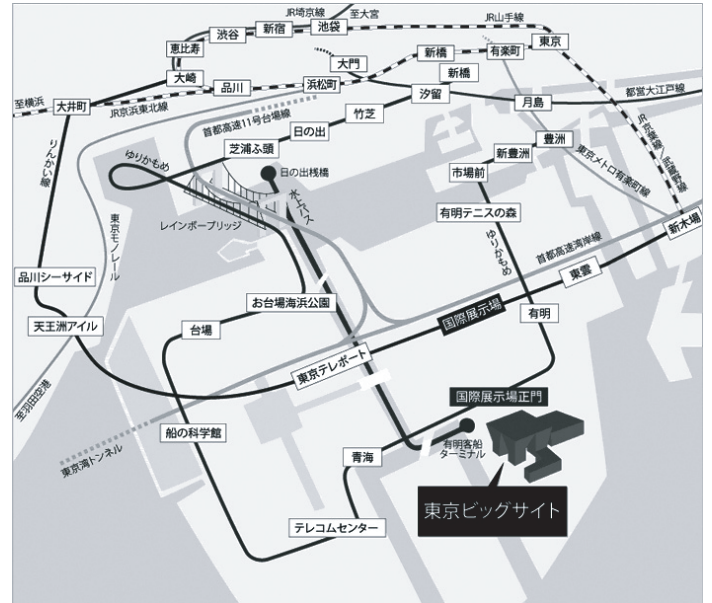 JR埼京線
至大宮
JR山手線
渋谷
新宿
池袋
恵比寿
大門
新橋
有楽町
東京
大崎
品川
浜松町
新橋
至横浜
大井町
JR京浜東北線
汐留
月島
都営大江戸線
首都高速11号台場線
竹芝
日の出
芝浦ふ頭
豊洲
新豊洲
市場前
JR京葉線/武蔵野線
東京メトロ有楽町線
りんかい線
ゆりかもめ
日の出桟橋
水上バス
レインボーブリッジ
有明テニスの森
新木場
東京モノレール
ゆりかもめ
首都高速湾岸線
品川シーサイド
東雲
お台場海浜公園
国際展示場
有明
天王洲アイル
台場
東京テレポート
至羽田空港
国際展示場正門
船の科学館
有明客船
ターミナル
青海
東京湾トンネル
東京ビッグサイト
テレコムセンター